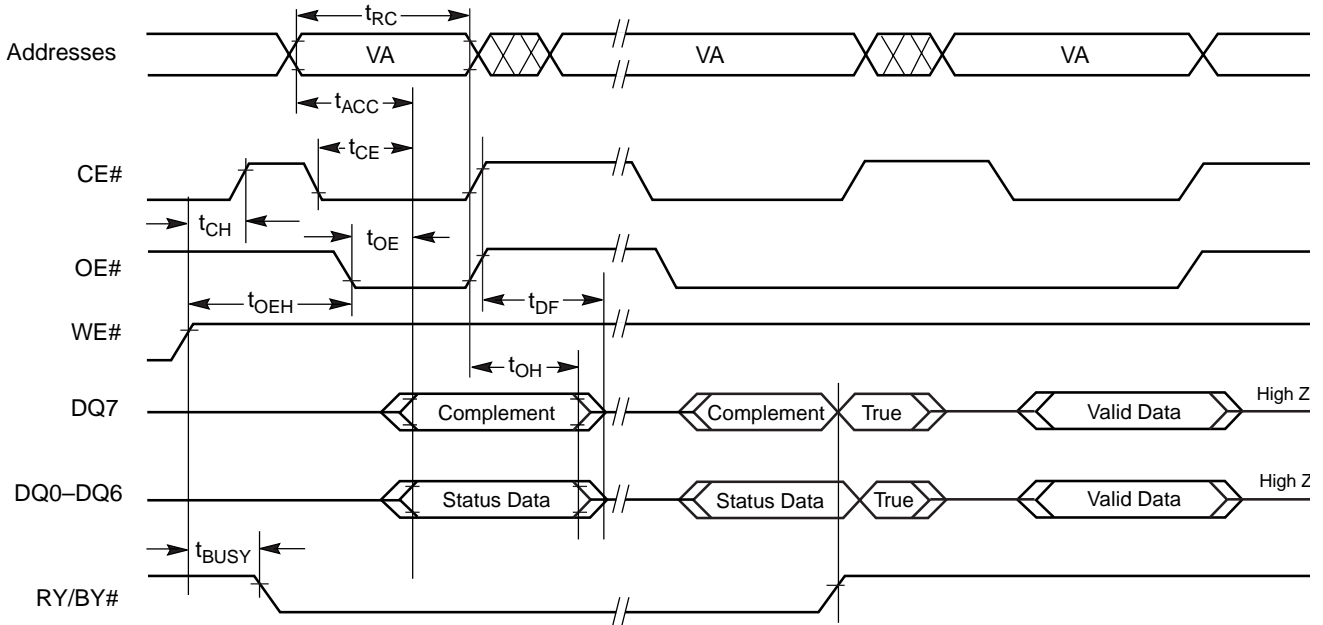 tRC
Addresses VA VA VA
tACC
tCE
CE#
tCH tOE
OE#
tOEH tDF
WE#
tOH
DQ7 Complement Complement True Valid Data High Z
DQ0–DQ6 Status Data Status Data True Valid Data High Z
tBUSY
RY/BY#